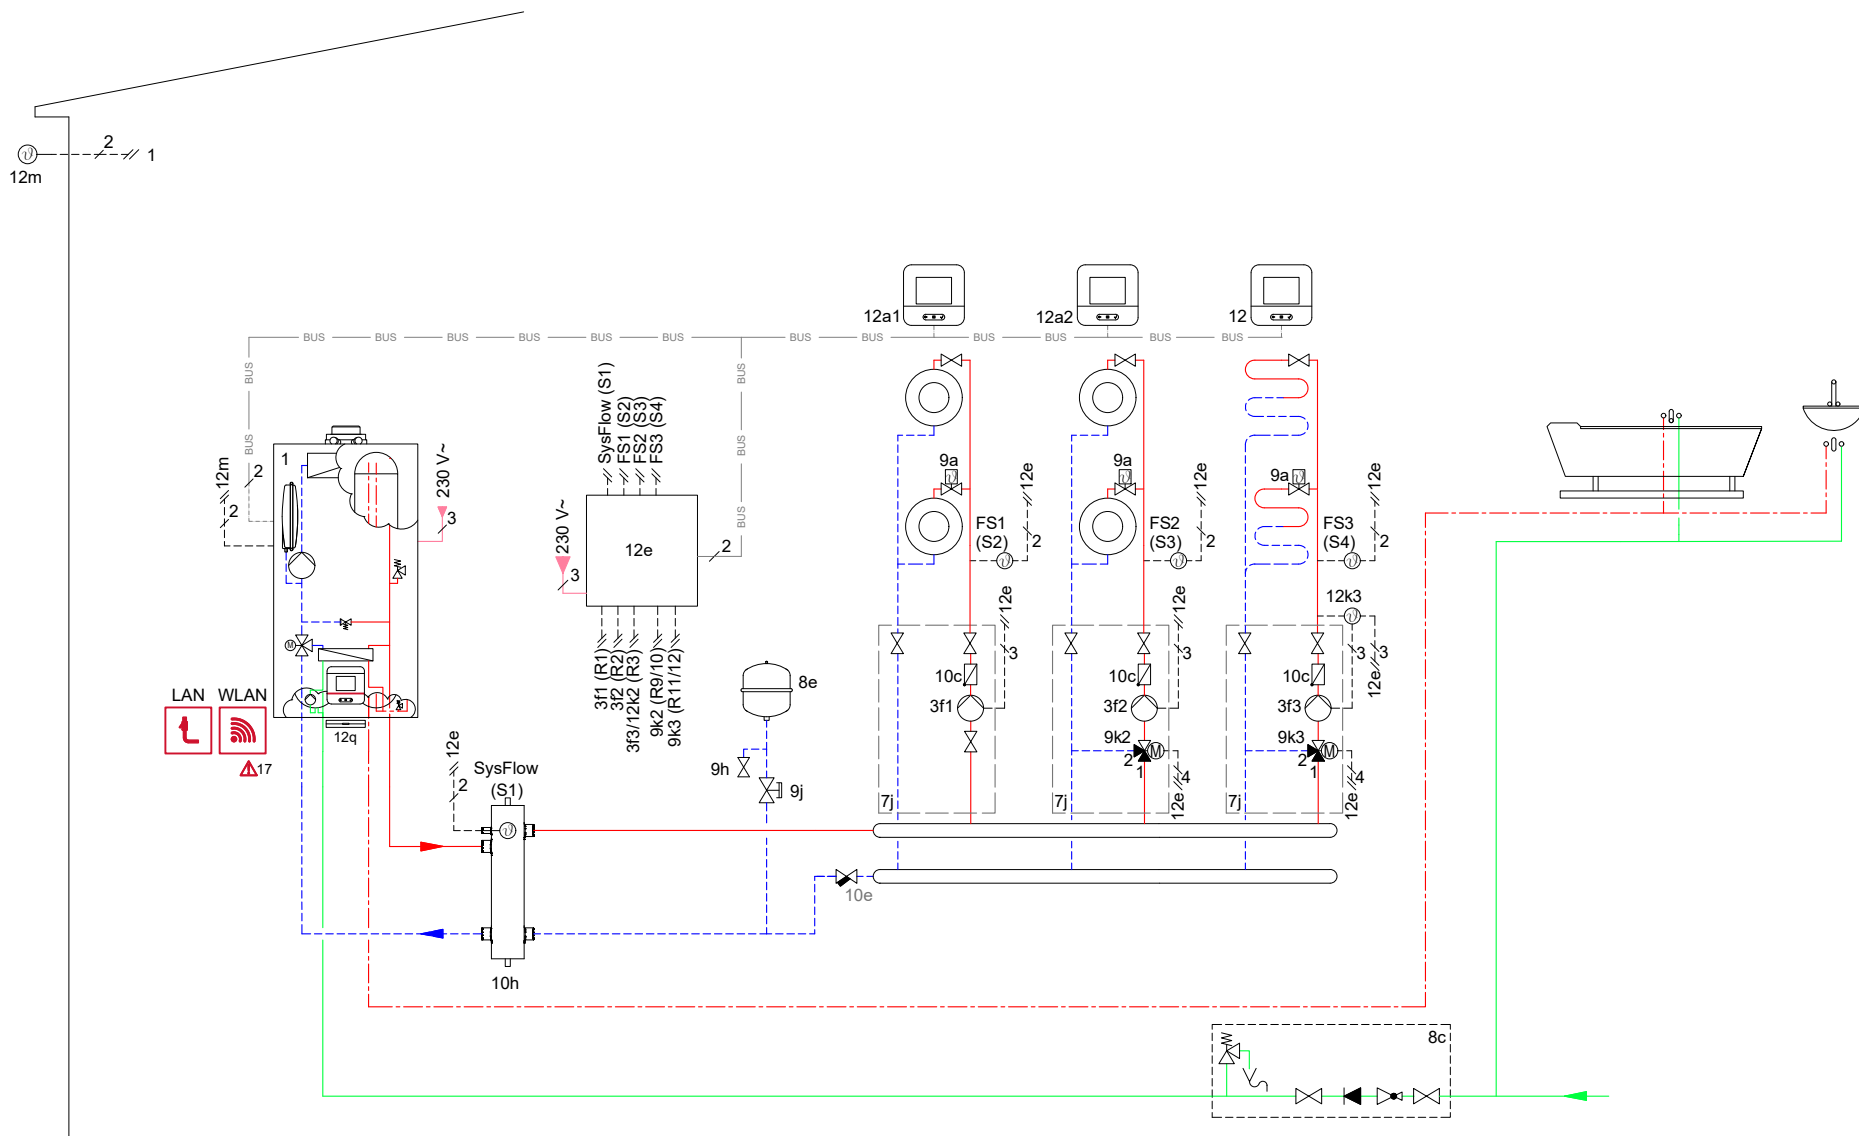 2
1
12m
12a1
12a2
12
BUS BUS BUS BUS BUS BUS BUS BUS BUS BUS BUS BUS
BUS
BUS
BUS
1
2
12m
2
230 V~
3
SysFlow (S1)
FS1 (S2)
FS2 (S3)
FS3 (S4)
230 V~
3
12e
2
3f1 (R1)
3f2 (R2)
3f3/12k2 (R3)
9k2 (R9/10)
9k3 (R11/12)
M
LAN
WLAN
12q
17
12e
2
SysFlow
(S1)
10h
8e
9h
9j
10e
9a
12e
FS1
(S2)
2
12e
3
10c
3f1
7j
9a
12e
FS2
(S3)
2
12e
3
10c
3f2
9k2
M
2
1
4
12e
7j
9a
12e
FS3
(S4)
2
12k3
3
3
12e
10c
3f3
9k3
M
2
1
4
12e
7j
8c